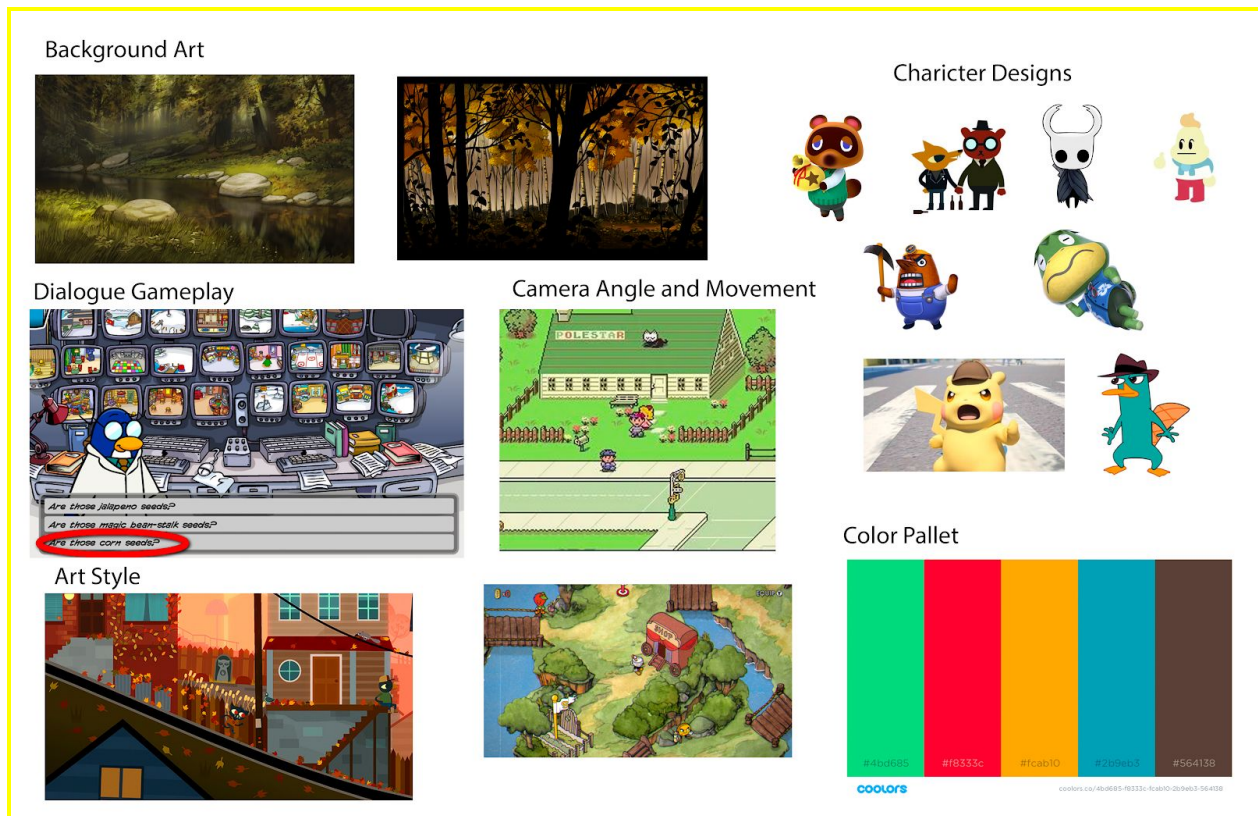 Background Art
Charicter Designs
Dialogue Gameplay
Camera Angle and Movement
POLESTAR
Are those jalapeno seeds?
Are those magic bean-stalk seeds?
Are those corn seeds?
Art Style
EQUIP Y
SHOP
Color Pallet
#4bd685
#f8333c
#fcab10
#2b9eb3
#564138
coolors
coolors.co/4bd685-f8333c-fcab10-2b9eb3-564138